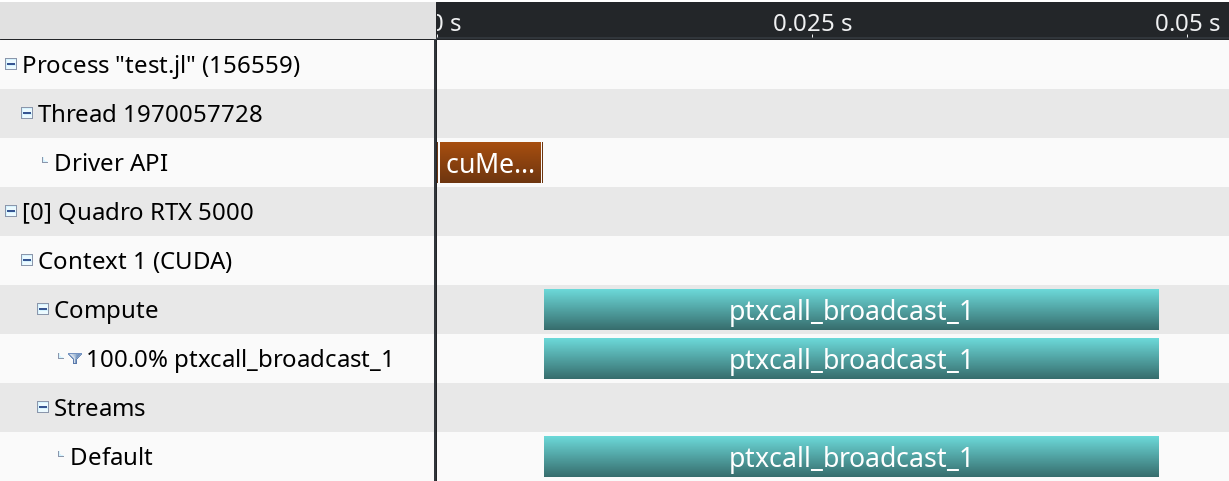 0 s 0.025 s 0.05 s
Process "test.jl" (156559)
Thread 1970057728
Driver API cuMe...
[0] Quadro RTX 5000
Context 1 (CUDA)
Compute ptxcall_broadcast_1
100.0% ptxcall_broadcast_1 ptxcall_broadcast_1
Streams
Default ptxcall_broadcast_1